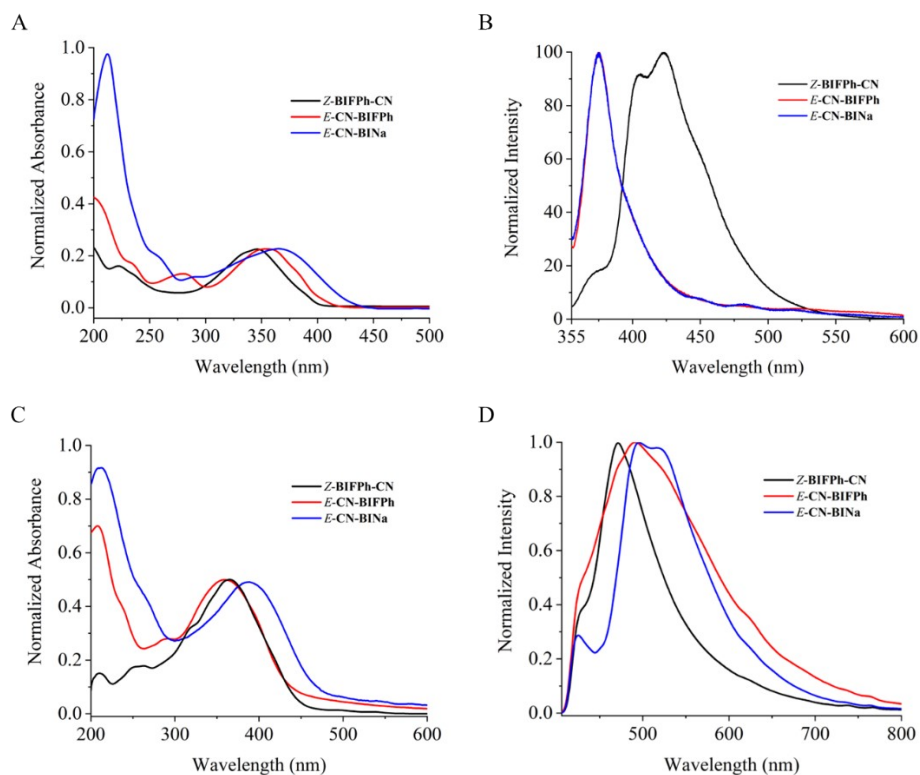 A
Normalized Absorbance
1.0
0.8
0.6
0.4
0.2
0.0
200 250 300 350 400 450 500
Wavelength (nm)
Z-BIFPh-CN
E-CN-BIFPh
E-CN-BINa
B
Normalized Intensity
100
80
60
40
20
0
355 400 450 500 550 600
Wavelength (nm)
Z-BIFPh-CN
E-CN-BIFPh
E-CN-BINa
C
Normalized Absorbance
1.0
0.8
0.6
0.4
0.2
0.0
200 300 400 500 600
Wavelength (nm)
Z-BIFPh-CN
E-CN-BIFPh
E-CN-BINa
D
Normalized Intensity
1.0
0.8
0.6
0.4
0.2
0.0
500 600 700 800
Wavelength (nm)
Z-BIFPh-CN
E-CN-BIFPh
E-CN-BINa